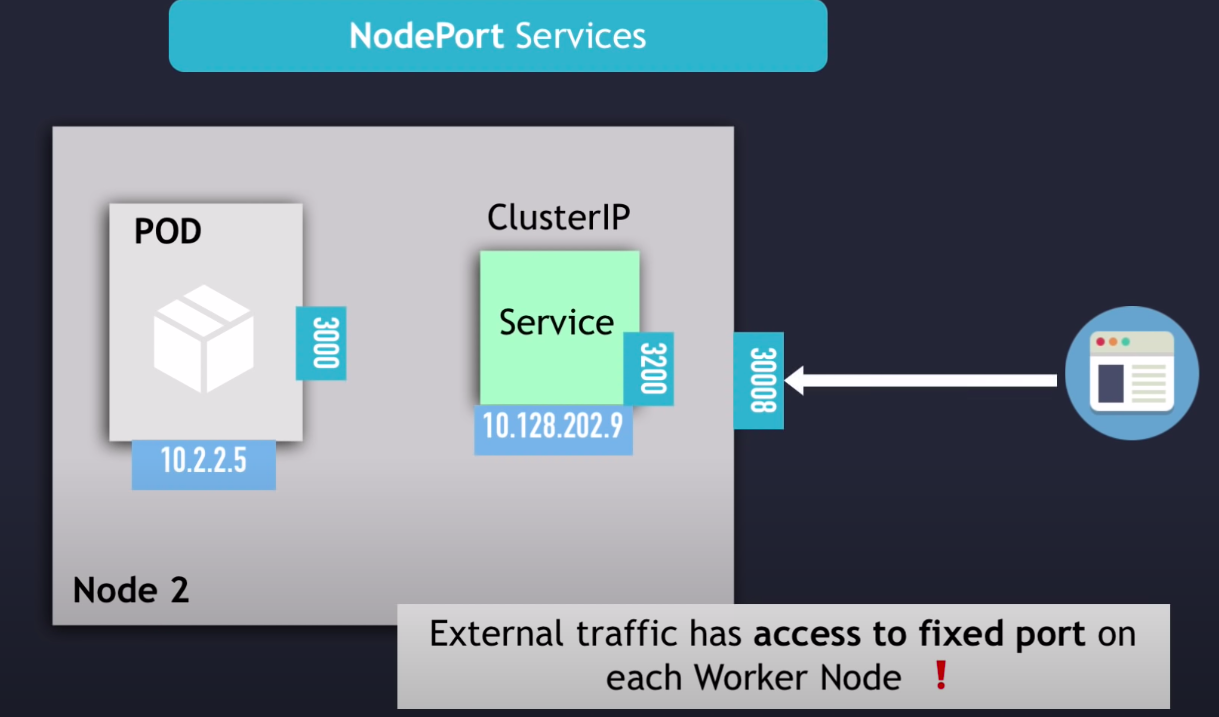 NodePort Services
POD
3000
10.2.2.5
ClusterIP
Service
3200
10.128.202.9
30008
Node 2
External traffic has access to fixed port on
each Worker Node !